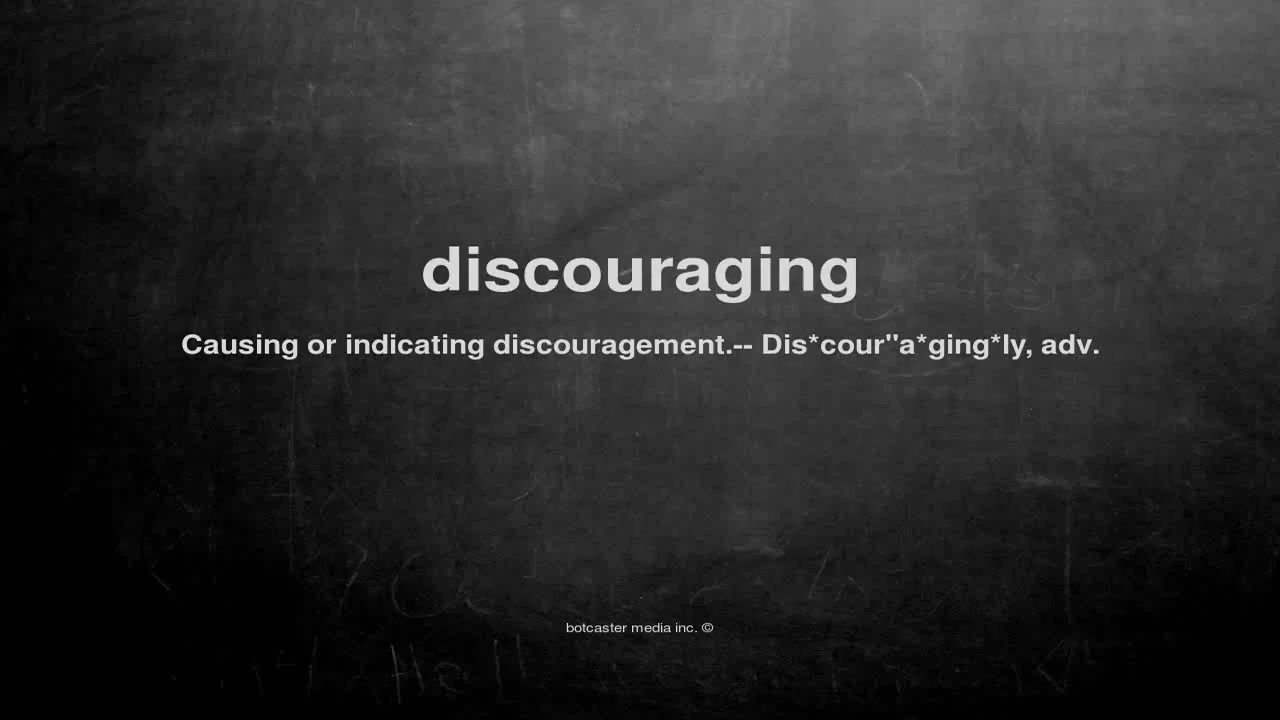 discouraging
Causing or indicating discouragement.-- Dis*cour"a*ging*ly, adv.
botcaster media inc. ©